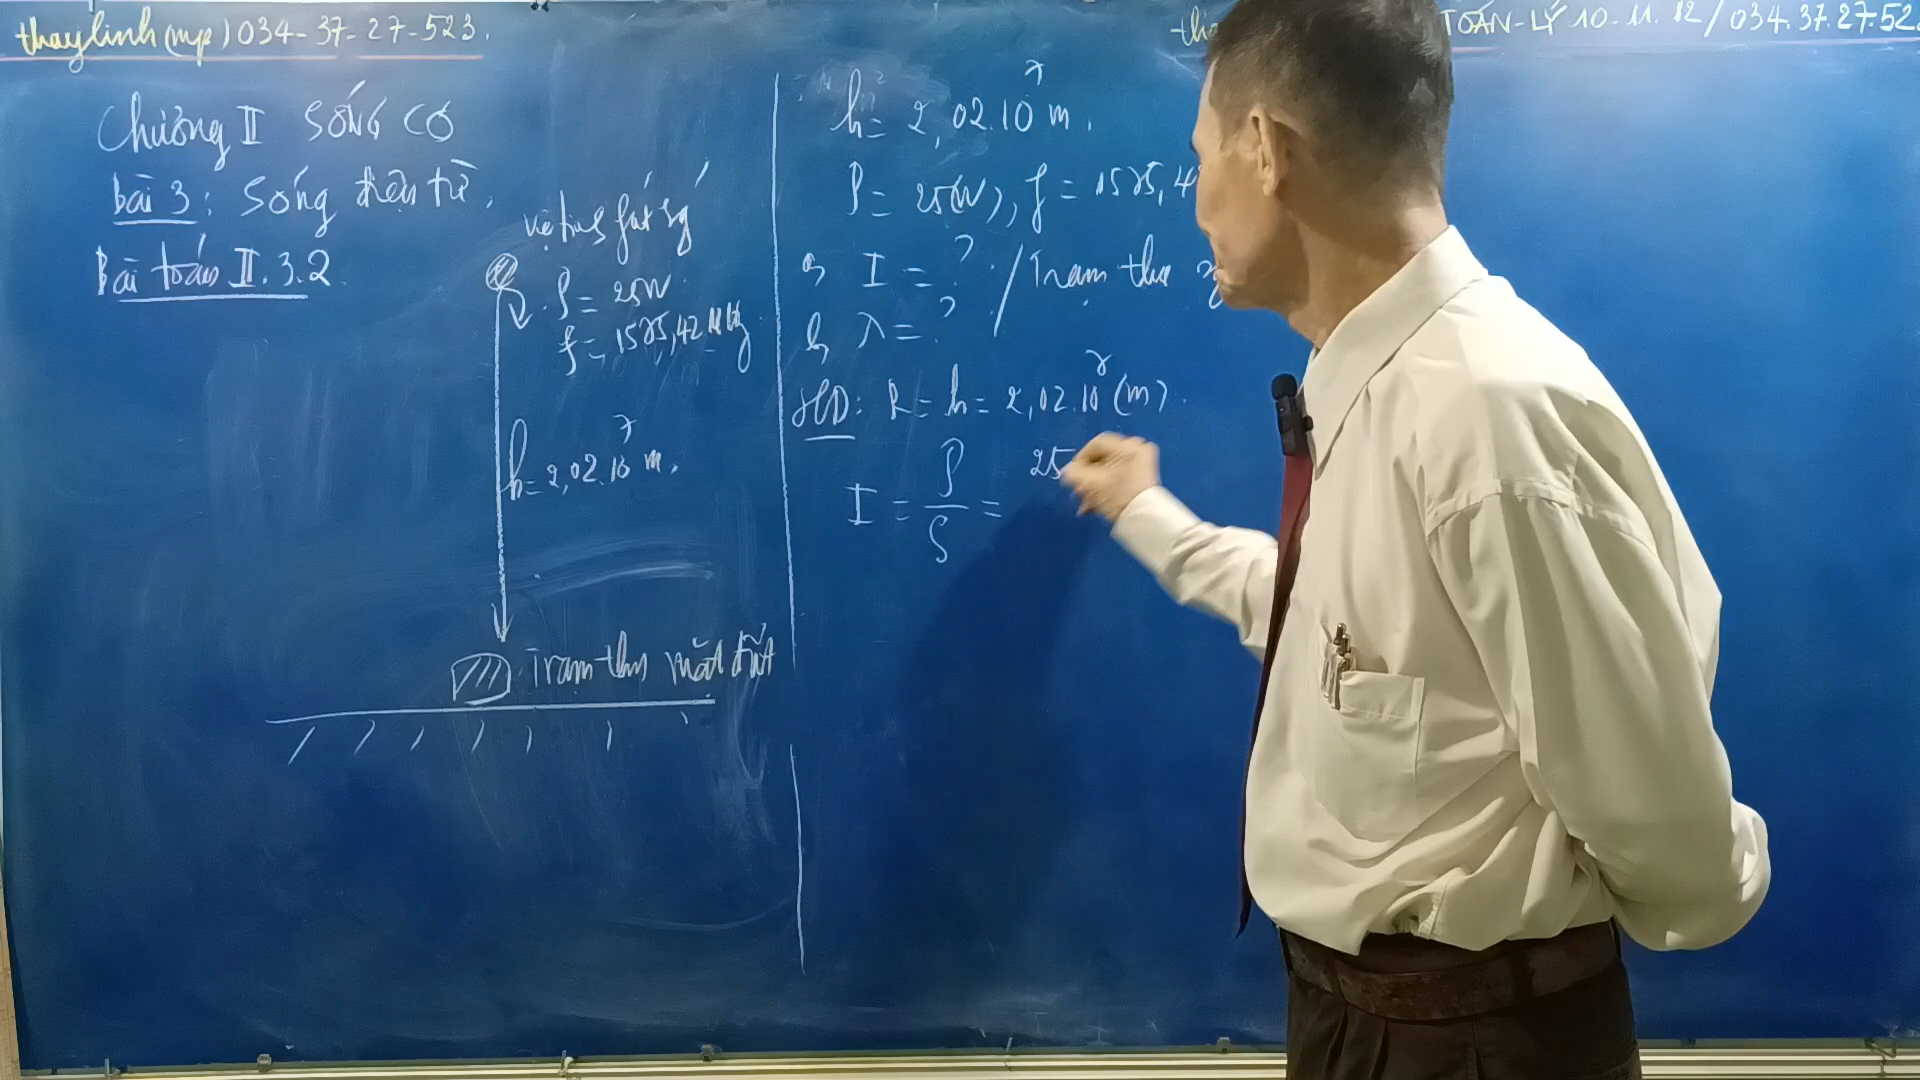 thaylinh(mp)034-37-27-523.
TOÁN-LÝ 10.11.12/034.37.27.52
Chương II SÓNG CƠ
Bài 3: Sóng điện từ.
Bài toán II.3.2
vệ tinh phát sóng
P = 25W
f = 1575,42 MHz
h = 2,02.10⁷ m.
Trạm thu mặt đất
h = 2,02.10⁷ m.
P = 25(W), f = 1575,4
a, I = ? / Trạm thu
b, λ = ?
HD: R = h = 2,02.10⁷ (m).
I = P/S = 25